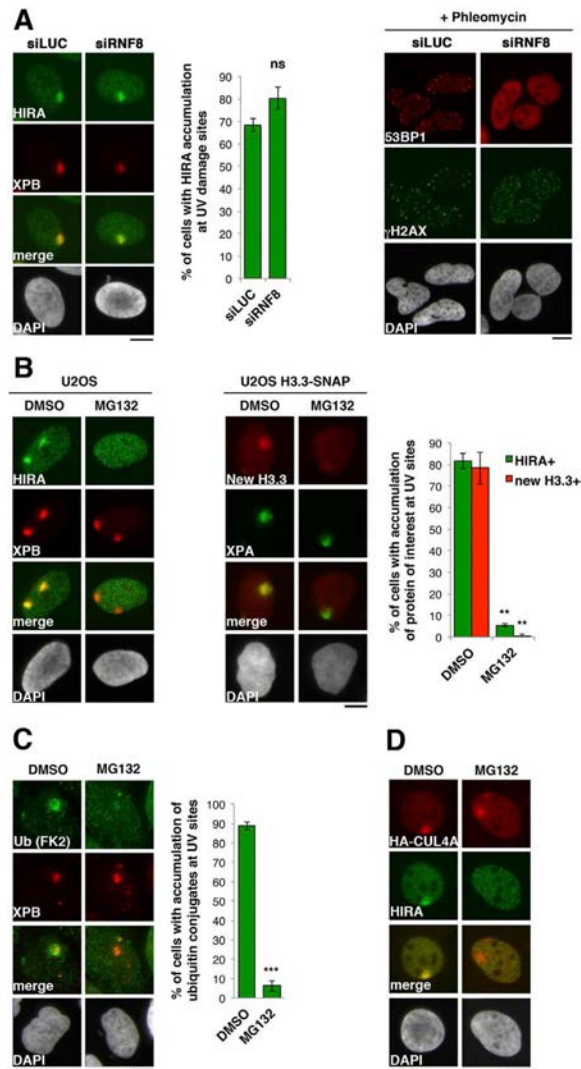 A
siLUC siRNF8
HIRA
XPB
merge
DAPI
% of cells with HIRA accumulation
at UV damage sites
ns
90
80
70
60
50
40
30
20
10
0
siLUC
siRNF8
+ Phleomycin
siLUC siRNF8
53BP1
γH2AX
DAPI
B
U2OS
DMSO MG132
HIRA
XPB
merge
DAPI
U2OS H3.3-SNAP
DMSO MG132
New H3.3
XPA
merge
DAPI
% of cells with accumulation
of protein of interest at UV sites
90
80
70
60
50
40
30
20
10
0
HIRA+
new H3.3+
** **
DMSO
MG132
C
DMSO MG132
Ub (FK2)
XPB
merge
DAPI
% of cells with accumulation of
ubiquitin conjugates at UV sites
100
90
80
70
60
50
40
30
20
10
0
***
DMSO
MG132
D
DMSO MG132
HA-CUL4A
HIRA
merge
DAPI